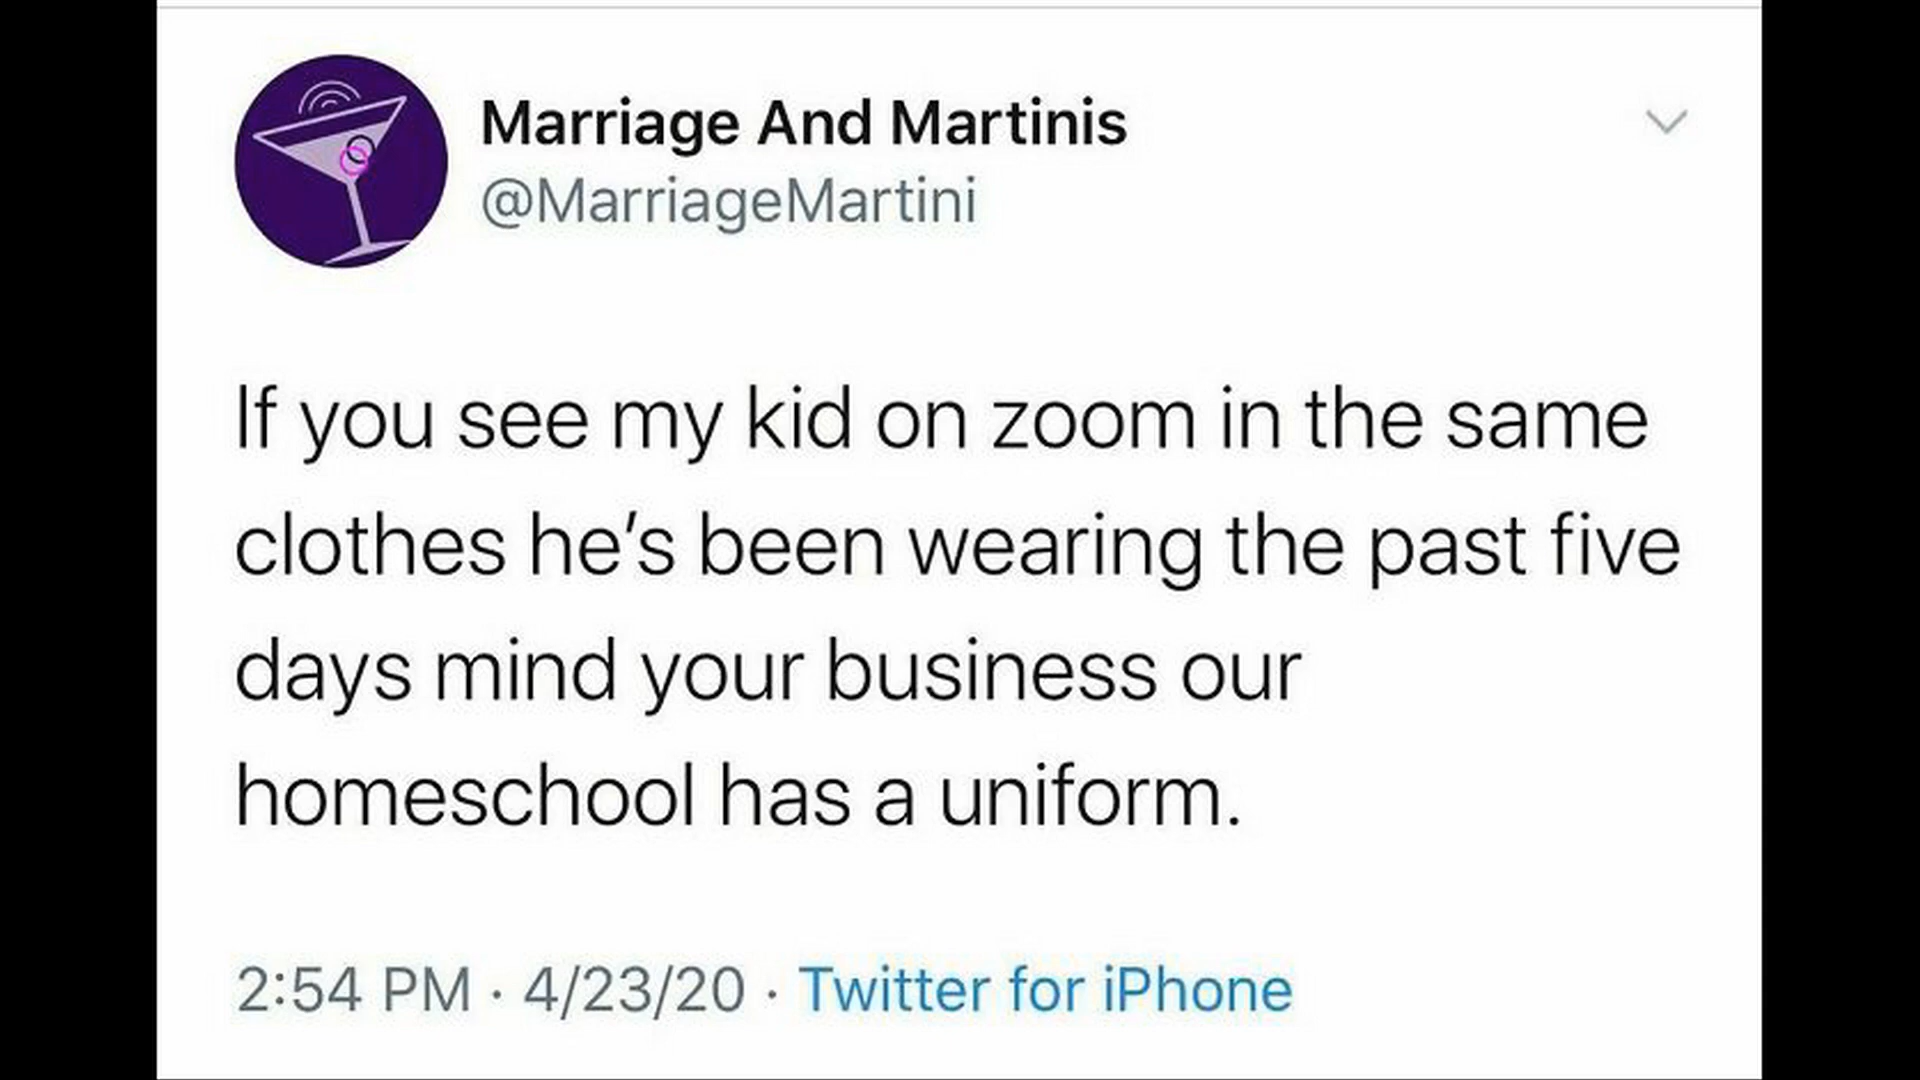 Marriage And Martinis
@MarriageMartini
If you see my kid on zoom in the same
clothes he’s been wearing the past five
days mind your business our
homeschool has a uniform.
2:54 PM · 4/23/20 · Twitter for iPhone